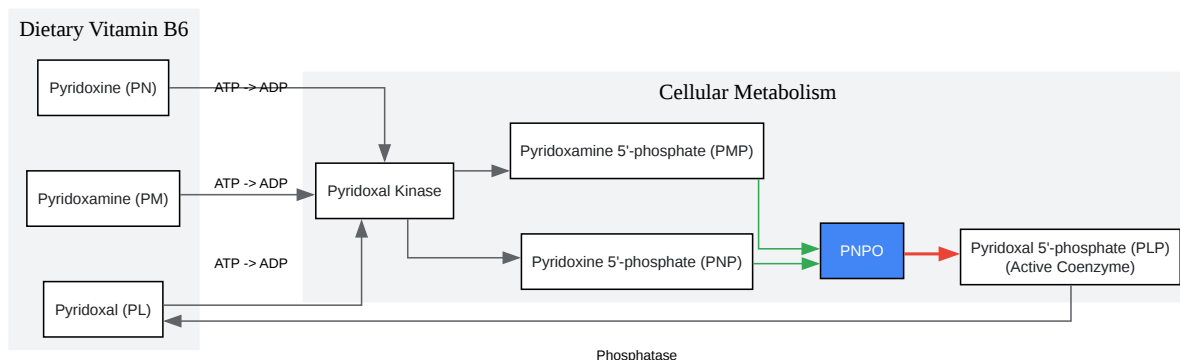 Dietary Vitamin B6
Pyridoxine (PN)
ATP -> ADP
Cellular Metabolism
Pyridoxamine 5'-phosphate (PMP)
Pyridoxamine (PM)
ATP -> ADP
Pyridoxal Kinase
Pyridoxine 5'-phosphate (PNP)
PNPO
Pyridoxal 5'-phosphate (PLP)
(Active Coenzyme)
ATP -> ADP
Pyridoxal (PL)
Phosphatase